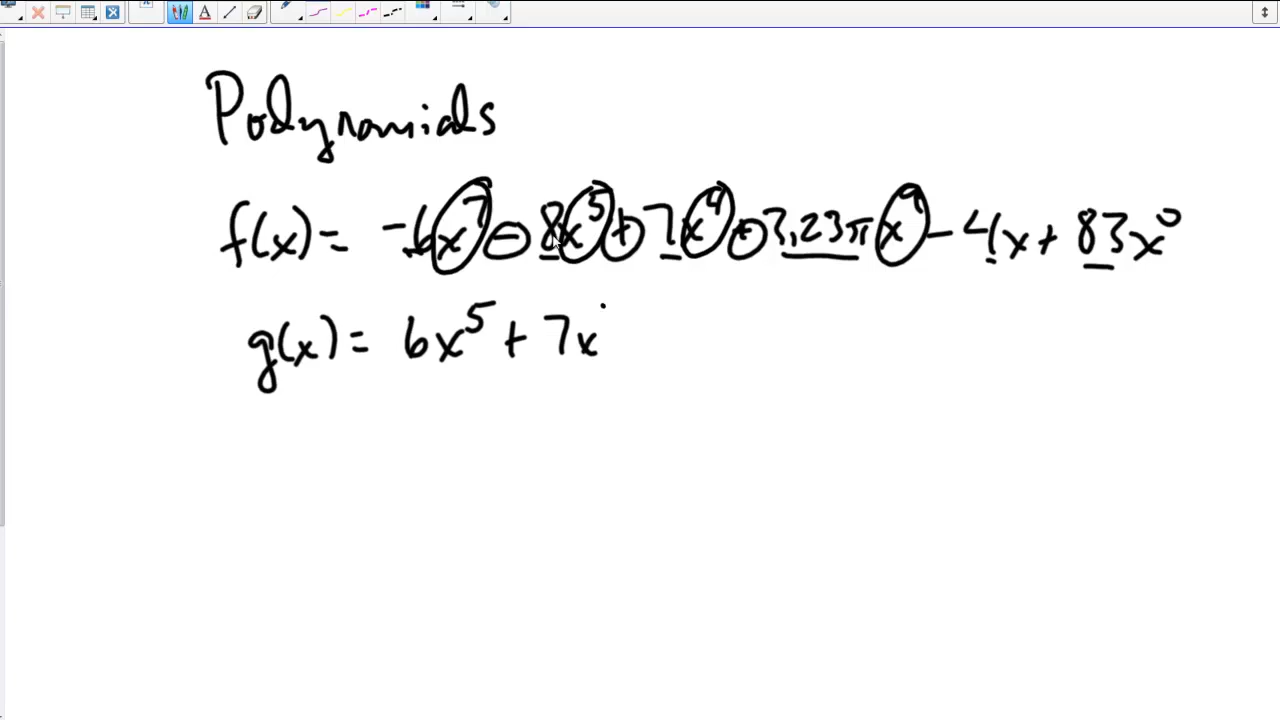 Polynomials
f(x) = -6x⁷ - 8x⁵ + 7x⁴ + 3.23πx⁹ - 4x + 83x⁰
g(x) = 6x⁵ + 7x